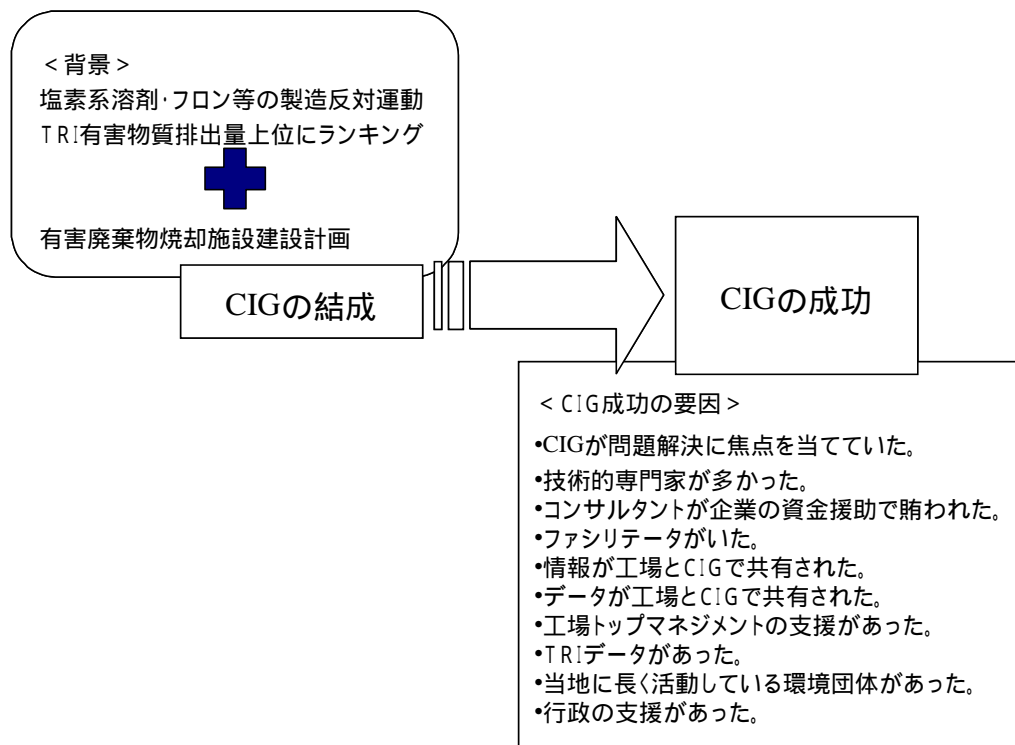 <背景>
塩素系溶剤・フロン等の製造反対運動
TRI有害物質排出量上位にランキング
有害廃棄物焼却施設建設計画
CIGの結成
CIGの成功
<CIG成功の要因>
•CIGが問題解決に焦点を当てていた。
•技術的専門家が多かった。
•コンサルタントが企業の資金援助で賄われた。
•ファシリテータがいた。
•情報が工場とCIGで共有された。
•データが工場とCIGで共有された。
•工場トップマネジメントの支援があった。
•TRIデータがあった。
•当地に長く活動している環境団体があった。
•行政の支援があった。